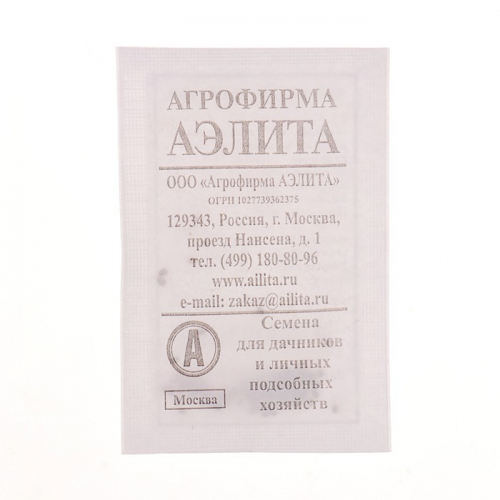 АГРОФИРМА
АЭЛИТА
ООО «Агрофирма АЭЛИТА»
ОГРН 1027739362375
129343, Россия, г. Москва,
проезд Нансена, д. 1
тел. (499) 180-80-96
www.ailita.ru
e-mail: zakaz@ailita.ru
А
Семена
для дачников
и личных
подсобных
хозяйств
Москва